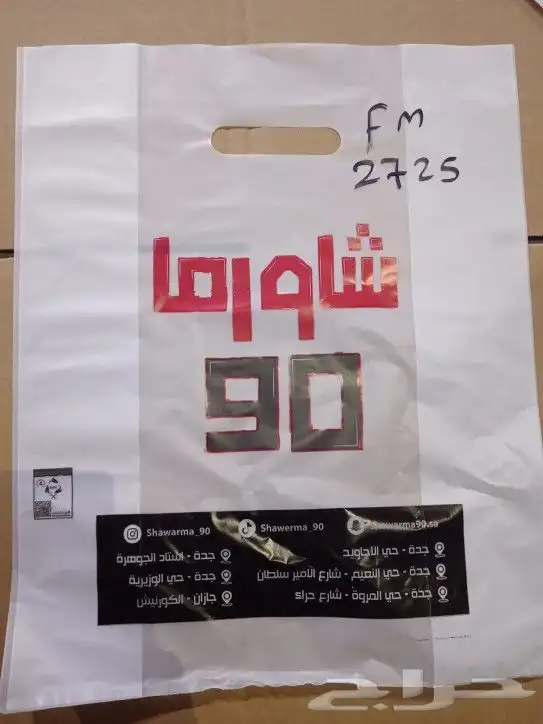 FM
2725
شاورما
90
Shawarma_90
Shawerma_90
Shawarma90.sa
جدة - حي الأجاويد
جدة - استاد الجوهرة
جدة - حي النعيم - شارع الأمير سلطان
جدة - حي الوزيرية
جدة - حي المروة - شارع حراء
جازان - الكورنيش
حراج